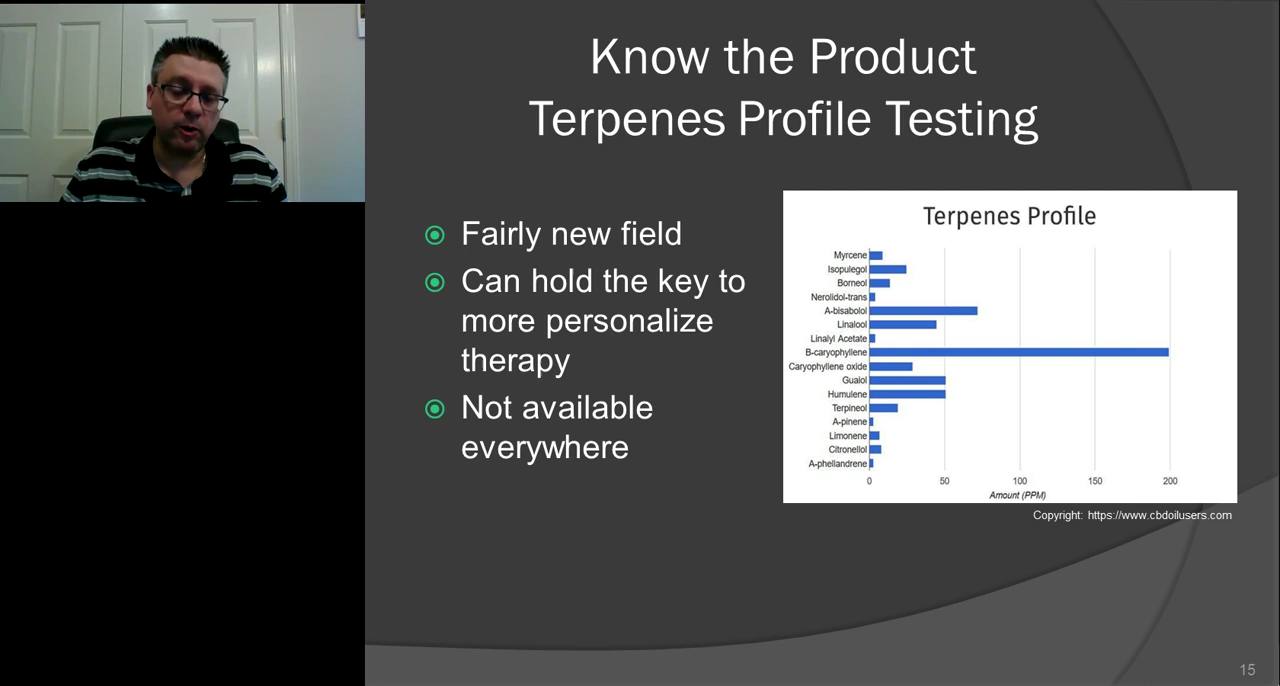 Know the Product
Terpenes Profile Testing
Fairly new field
Can hold the key to
more personalize
therapy
Not available
everywhere
Terpenes Profile
Myrcene
Isopulegol
Borneol
Nerolidol-trans
A-bisabolol
Linalool
Linalyl Acetate
B-caryophyllene
Caryophyllene oxide
Guaiol
Humulene
Terpineol
A-pinene
Limonene
Citronellol
A-phellandrene
0 50 100 150 200
Amount (PPM)
Copyright: https://www.cbdoilusers.com
15